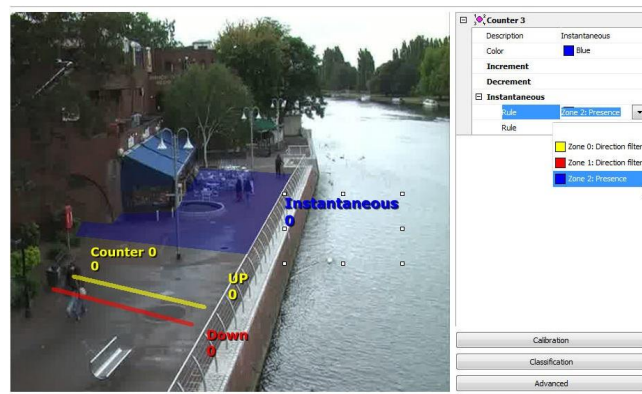 Counter 3
Description Instantaneous
Color Blue
Increment
Decrement
Instantaneous
Rule Zone 2: Presence
Rule
Zone 0: Direction filter
Zone 1: Direction filter
Zone 2: Presence
Instantaneous
0
Counter 0
0
UP
0
Down
0
Calibration
Classification
Advanced